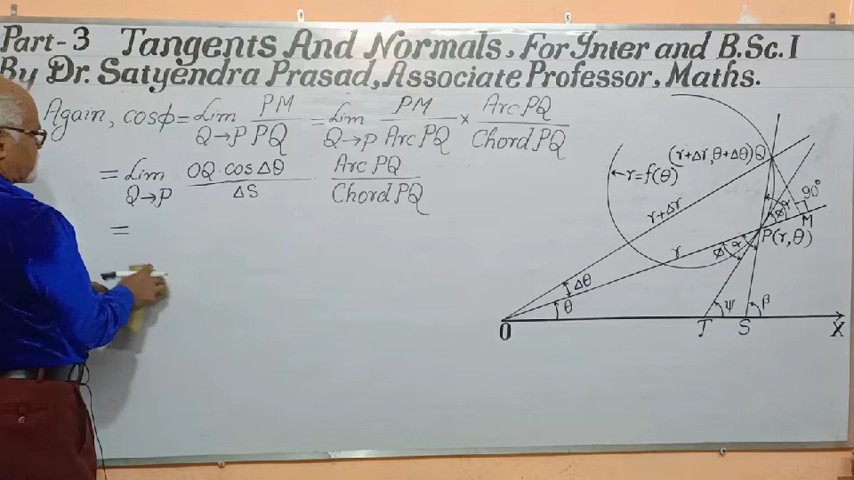 Part-3 Tangents And Normals, For Inter and B.Sc. I
By Dr. Satyendra Prasad, Associate Professor, Maths.
Again, cosϕ = Lim Q→P PM/PQ = Lim Q→P PM/Arc PQ × Arc PQ/Chord PQ
= Lim Q→P OQ·cosΔθ/Δs Arc PQ/Chord PQ
=
(r+Δr, θ+Δθ) Q
r=f(θ)
90°
r+Δr
ϕ
M
r
P(r, θ)
ϕ α
Δθ
θ
ψ β
O T S X